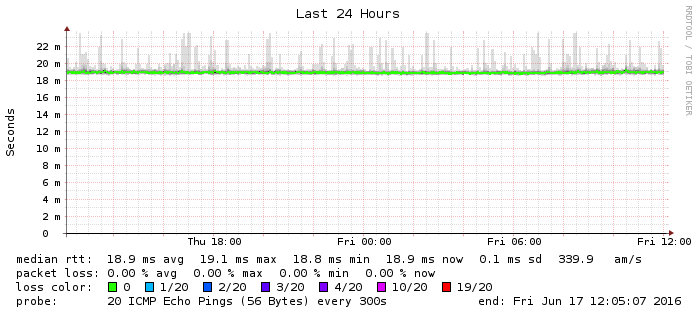 Last 24 Hours
RRDTOOL / TOBI OETIKER
Seconds
22 m
20 m
18 m
16 m
14 m
12 m
10 m
8 m
6 m
4 m
2 m
0
Thu 18:00 Fri 00:00 Fri 06:00 Fri 12:00
median rtt: 18.9 ms avg 19.1 ms max 18.8 ms min 18.9 ms now 0.1 ms sd 339.9 am/s
packet loss: 0.00 % avg 0.00 % max 0.00 % min 0.00 % now
loss color: 0 1/20 2/20 3/20 4/20 10/20 19/20
probe: 20 ICMP Echo Pings (56 Bytes) every 300s end: Fri Jun 17 12:05:07 2016